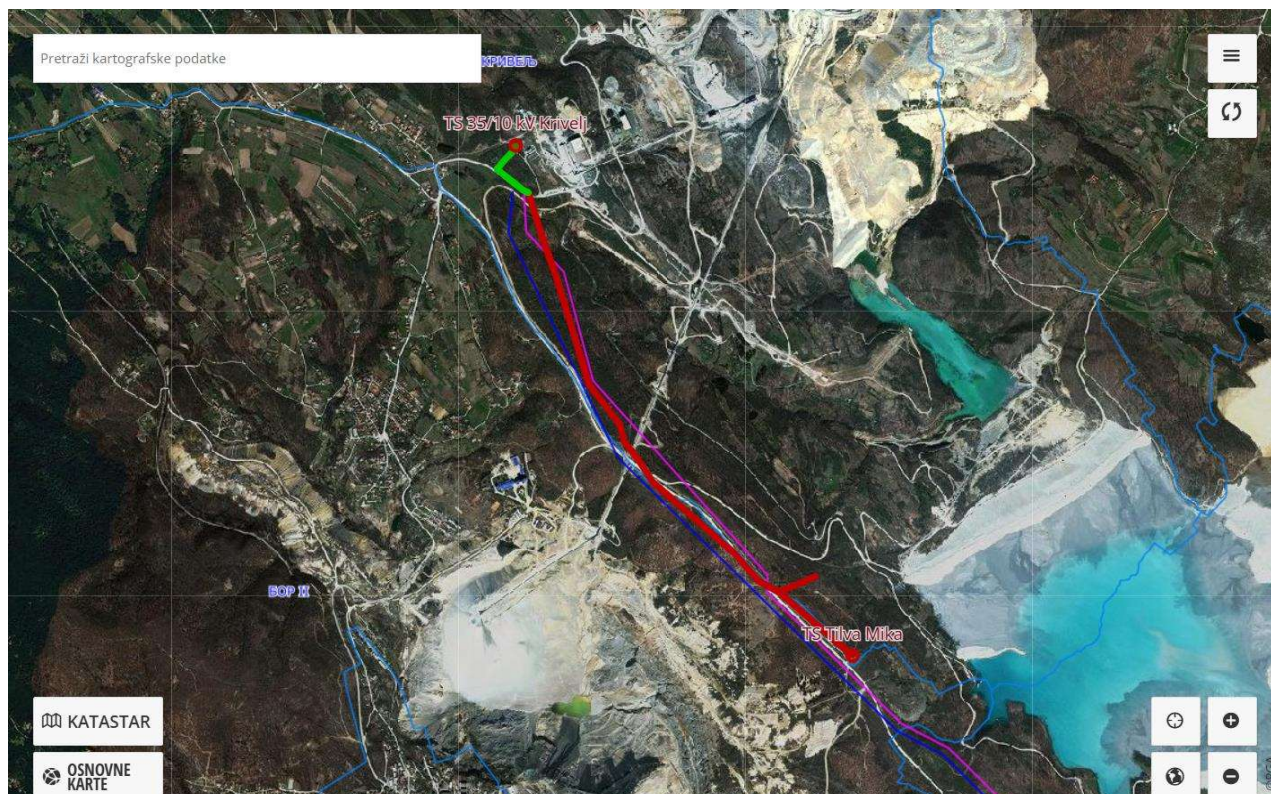 Pretraži kartografske podatke
КРИВЕЉ
TS 35/10 kV Krivelj
БОР II
TS Tilva Mika
KATASTAR
OSNOVNE
KARTE